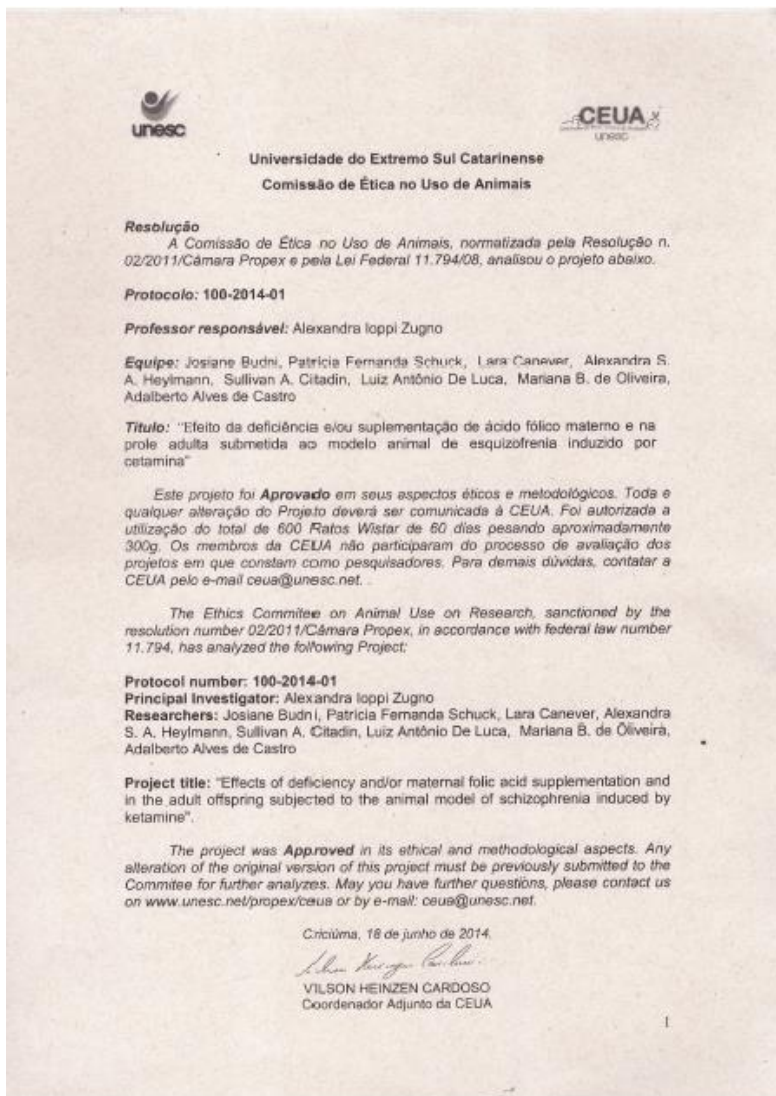 unesc
CEUA
unesc
Universidade do Extremo Sul Catarinense
Comissão de Ética no Uso de Animais
Resolução
A Comissão de Ética no Uso de Animais, normatizada pela Resolução n.
02/2011/Câmara Propex e pela Lei Federal 11.794/08, analisou o projeto abaixo.
Protocolo: 100-2014-01
Professor responsável: Alexandra Ioppi Zugno
Equipe: Josiane Budni, Patrícia Fernanda Schuck, Lara Canever, Alexandra S.
A. Heylmann, Sullivan A. Citadin, Luiz Antônio De Luca, Mariana B. de Oliveira,
Adalberto Alves de Castro
Título: "Efeito da deficiência e/ou suplementação de ácido fólico materno e na
prole adulta submetida ao modelo animal de esquizofrenia induzido por
cetamina"
Este projeto foi Aprovado em seus aspectos éticos e metodológicos. Toda e
qualquer alteração do Projeto deverá ser comunicada à CEUA. Foi autorizada a
utilização do total de 600 Ratos Wistar de 60 dias pesando aproximadamente
300g. Os membros da CEUA não participaram do processo de avaliação dos
projetos em que constam como pesquisadores. Para demais dúvidas, contatar a
CEUA pelo e-mail ceua@unesc.net.
The Ethics Commitee on Animal Use on Research, sanctioned by the
resolution number 02/2011/Câmara Propex, in accordance with federal law number
11.794, has analyzed the following Project:
Protocol number: 100-2014-01
Principal Investigator: Alexandra Ioppi Zugno
Researchers: Josiane Budni, Patricia Fernanda Schuck, Lara Canever, Alexandra
S. A. Heylmann, Sullivan A. Citadin, Luiz Antônio De Luca, Mariana B. de Oliveira,
Adalberto Alves de Castro
Project title: "Effects of deficiency and/or maternal folic acid supplementation and
in the adult offspring subjected to the animal model of schizophrenia induced by
ketamine".
The project was Approved in its ethical and methodological aspects. Any
alteration of the original version of this project must be previously submitted to the
Commitee for further analyzes. May you have further questions, please contact us
on www.unesc.net/propex/ceua or by e-mail: ceua@unesc.net.
Criciúma, 18 de junho de 2014.
VILSON HEINZEN CARDOSO
Coordenador Adjunto da CEUA
1